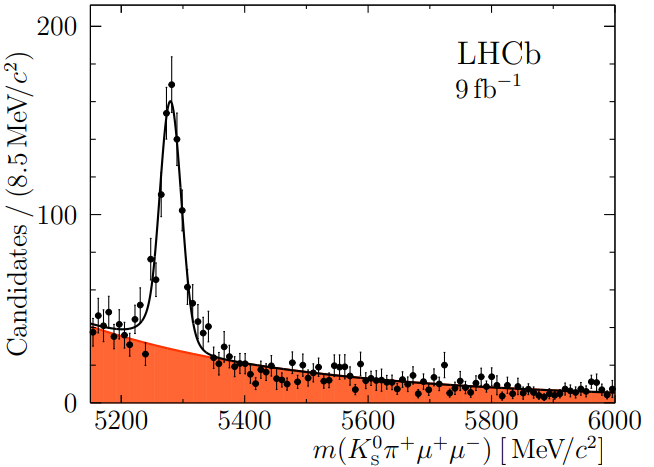 200
100
0
Candidates / (8.5 MeV/c²)
LHCb
9 fb⁻¹
5200 5400 5600 5800 6000
m(K_S⁰π⁺μ⁺μ⁻) [MeV/c²]